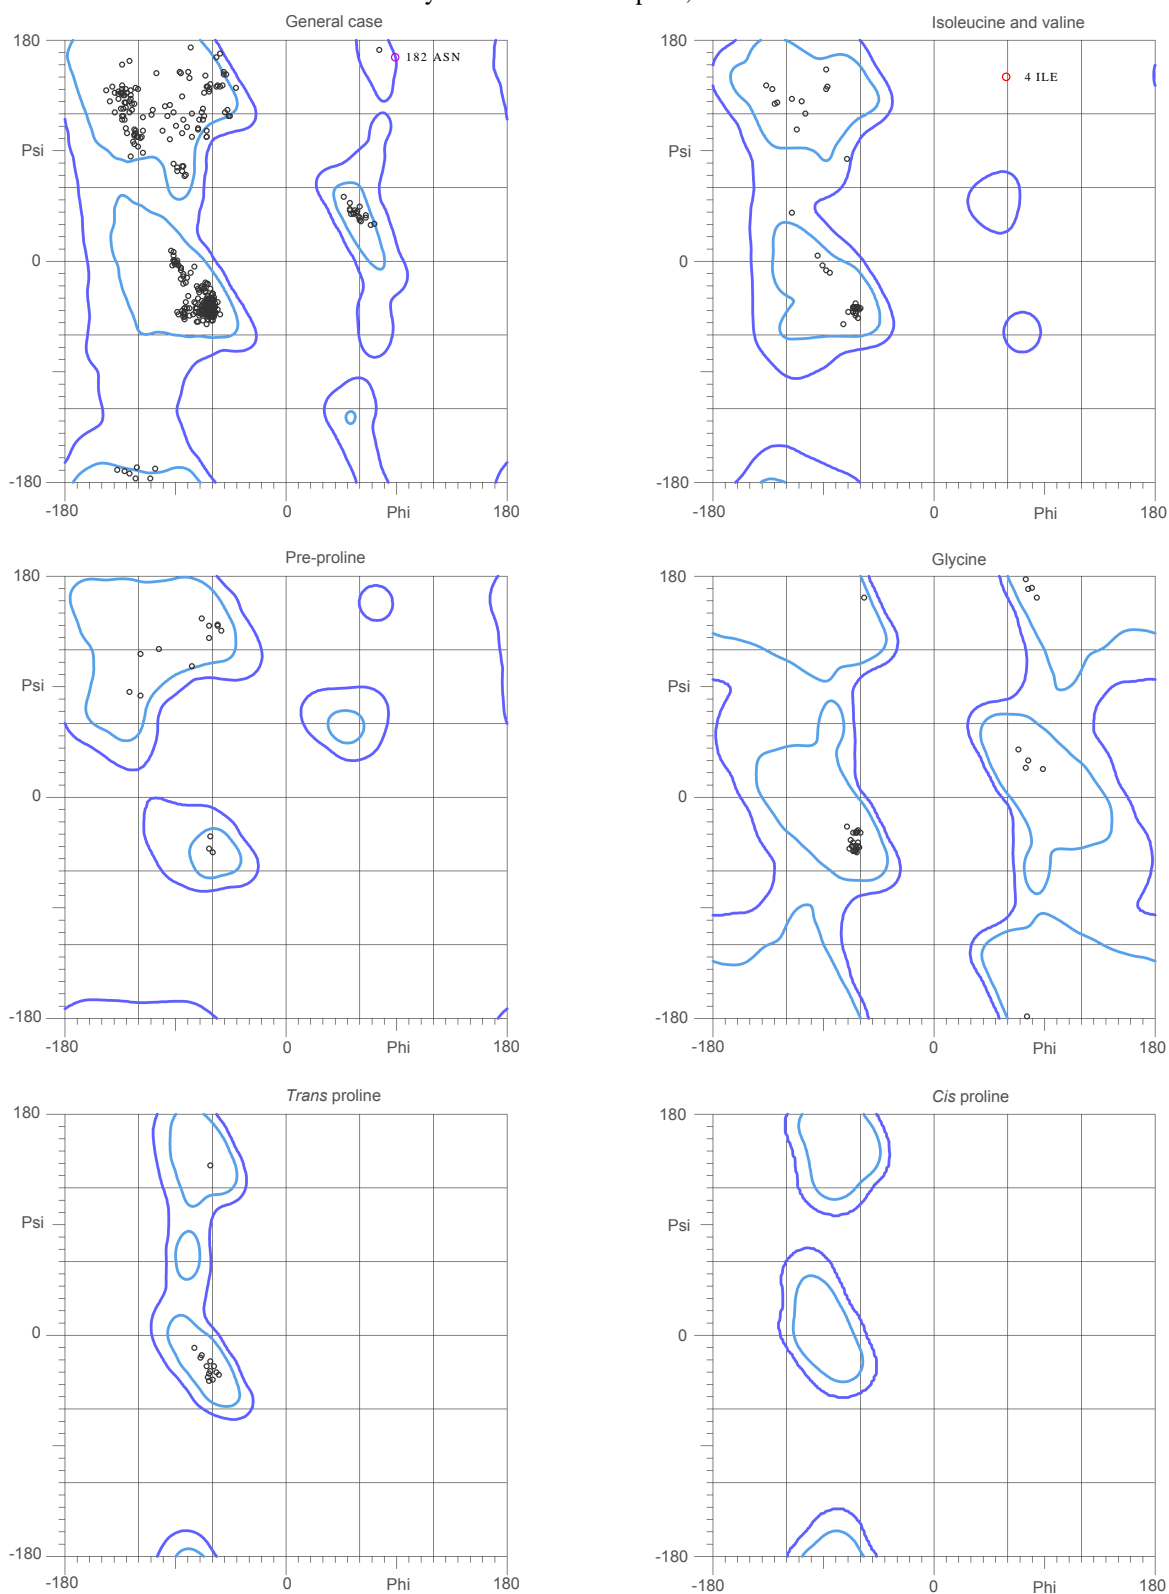 General case
180
182 ASN
Psi
0
-180
-180
0
Phi
180
Isoleucine and valine
180
4 ILE
Psi
0
-180
-180
0
Phi
180
Pre-proline
180
Psi
0
-180
-180
0
Phi
180
Glycine
180
Psi
0
-180
-180
0
Phi
180
Trans proline
180
Psi
0
-180
-180
0
Phi
180
Cis proline
180
Psi
0
-180
-180
0
Phi
180